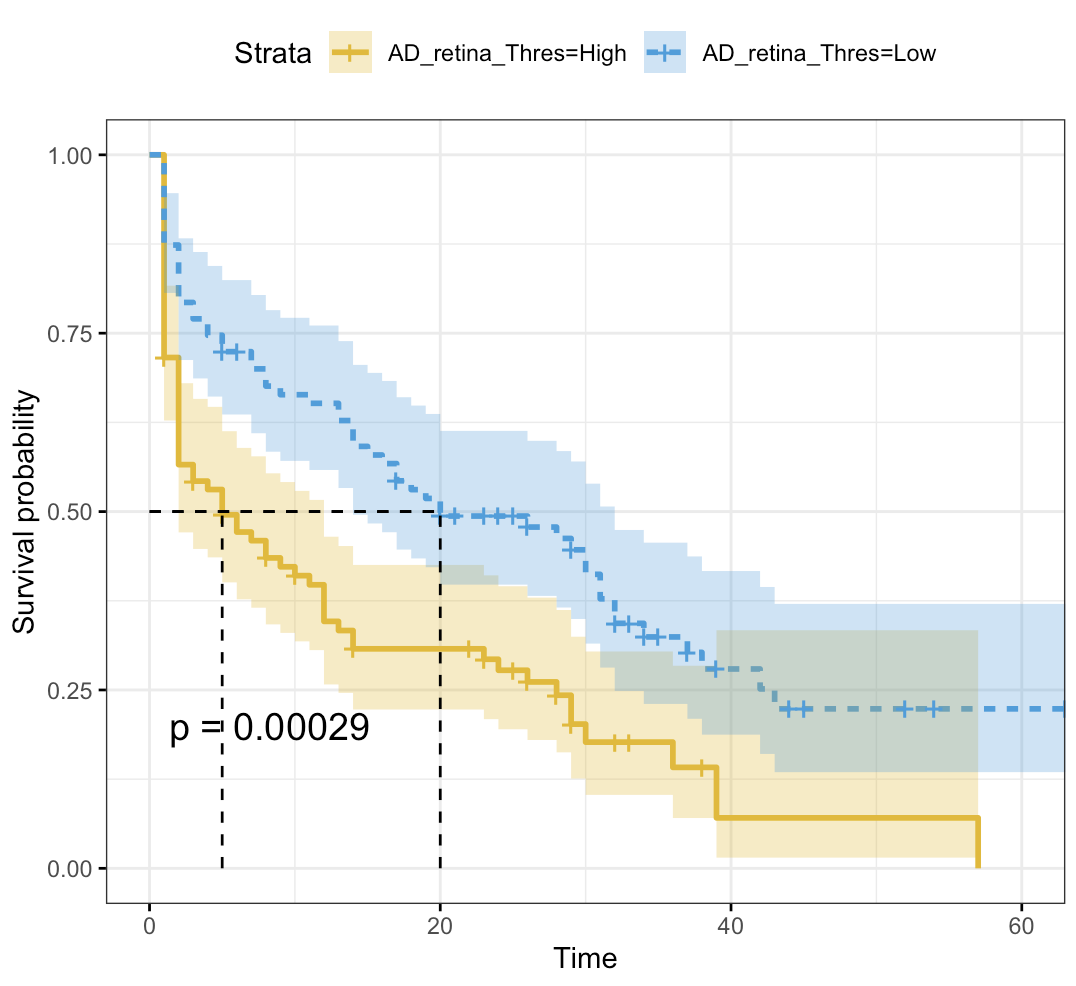 Strata AD_retina_Thres=High AD_retina_Thres=Low
Survival probability
1.00
0.75
0.50
0.25
0.00
p = 0.00029
0 20 40 60
Time